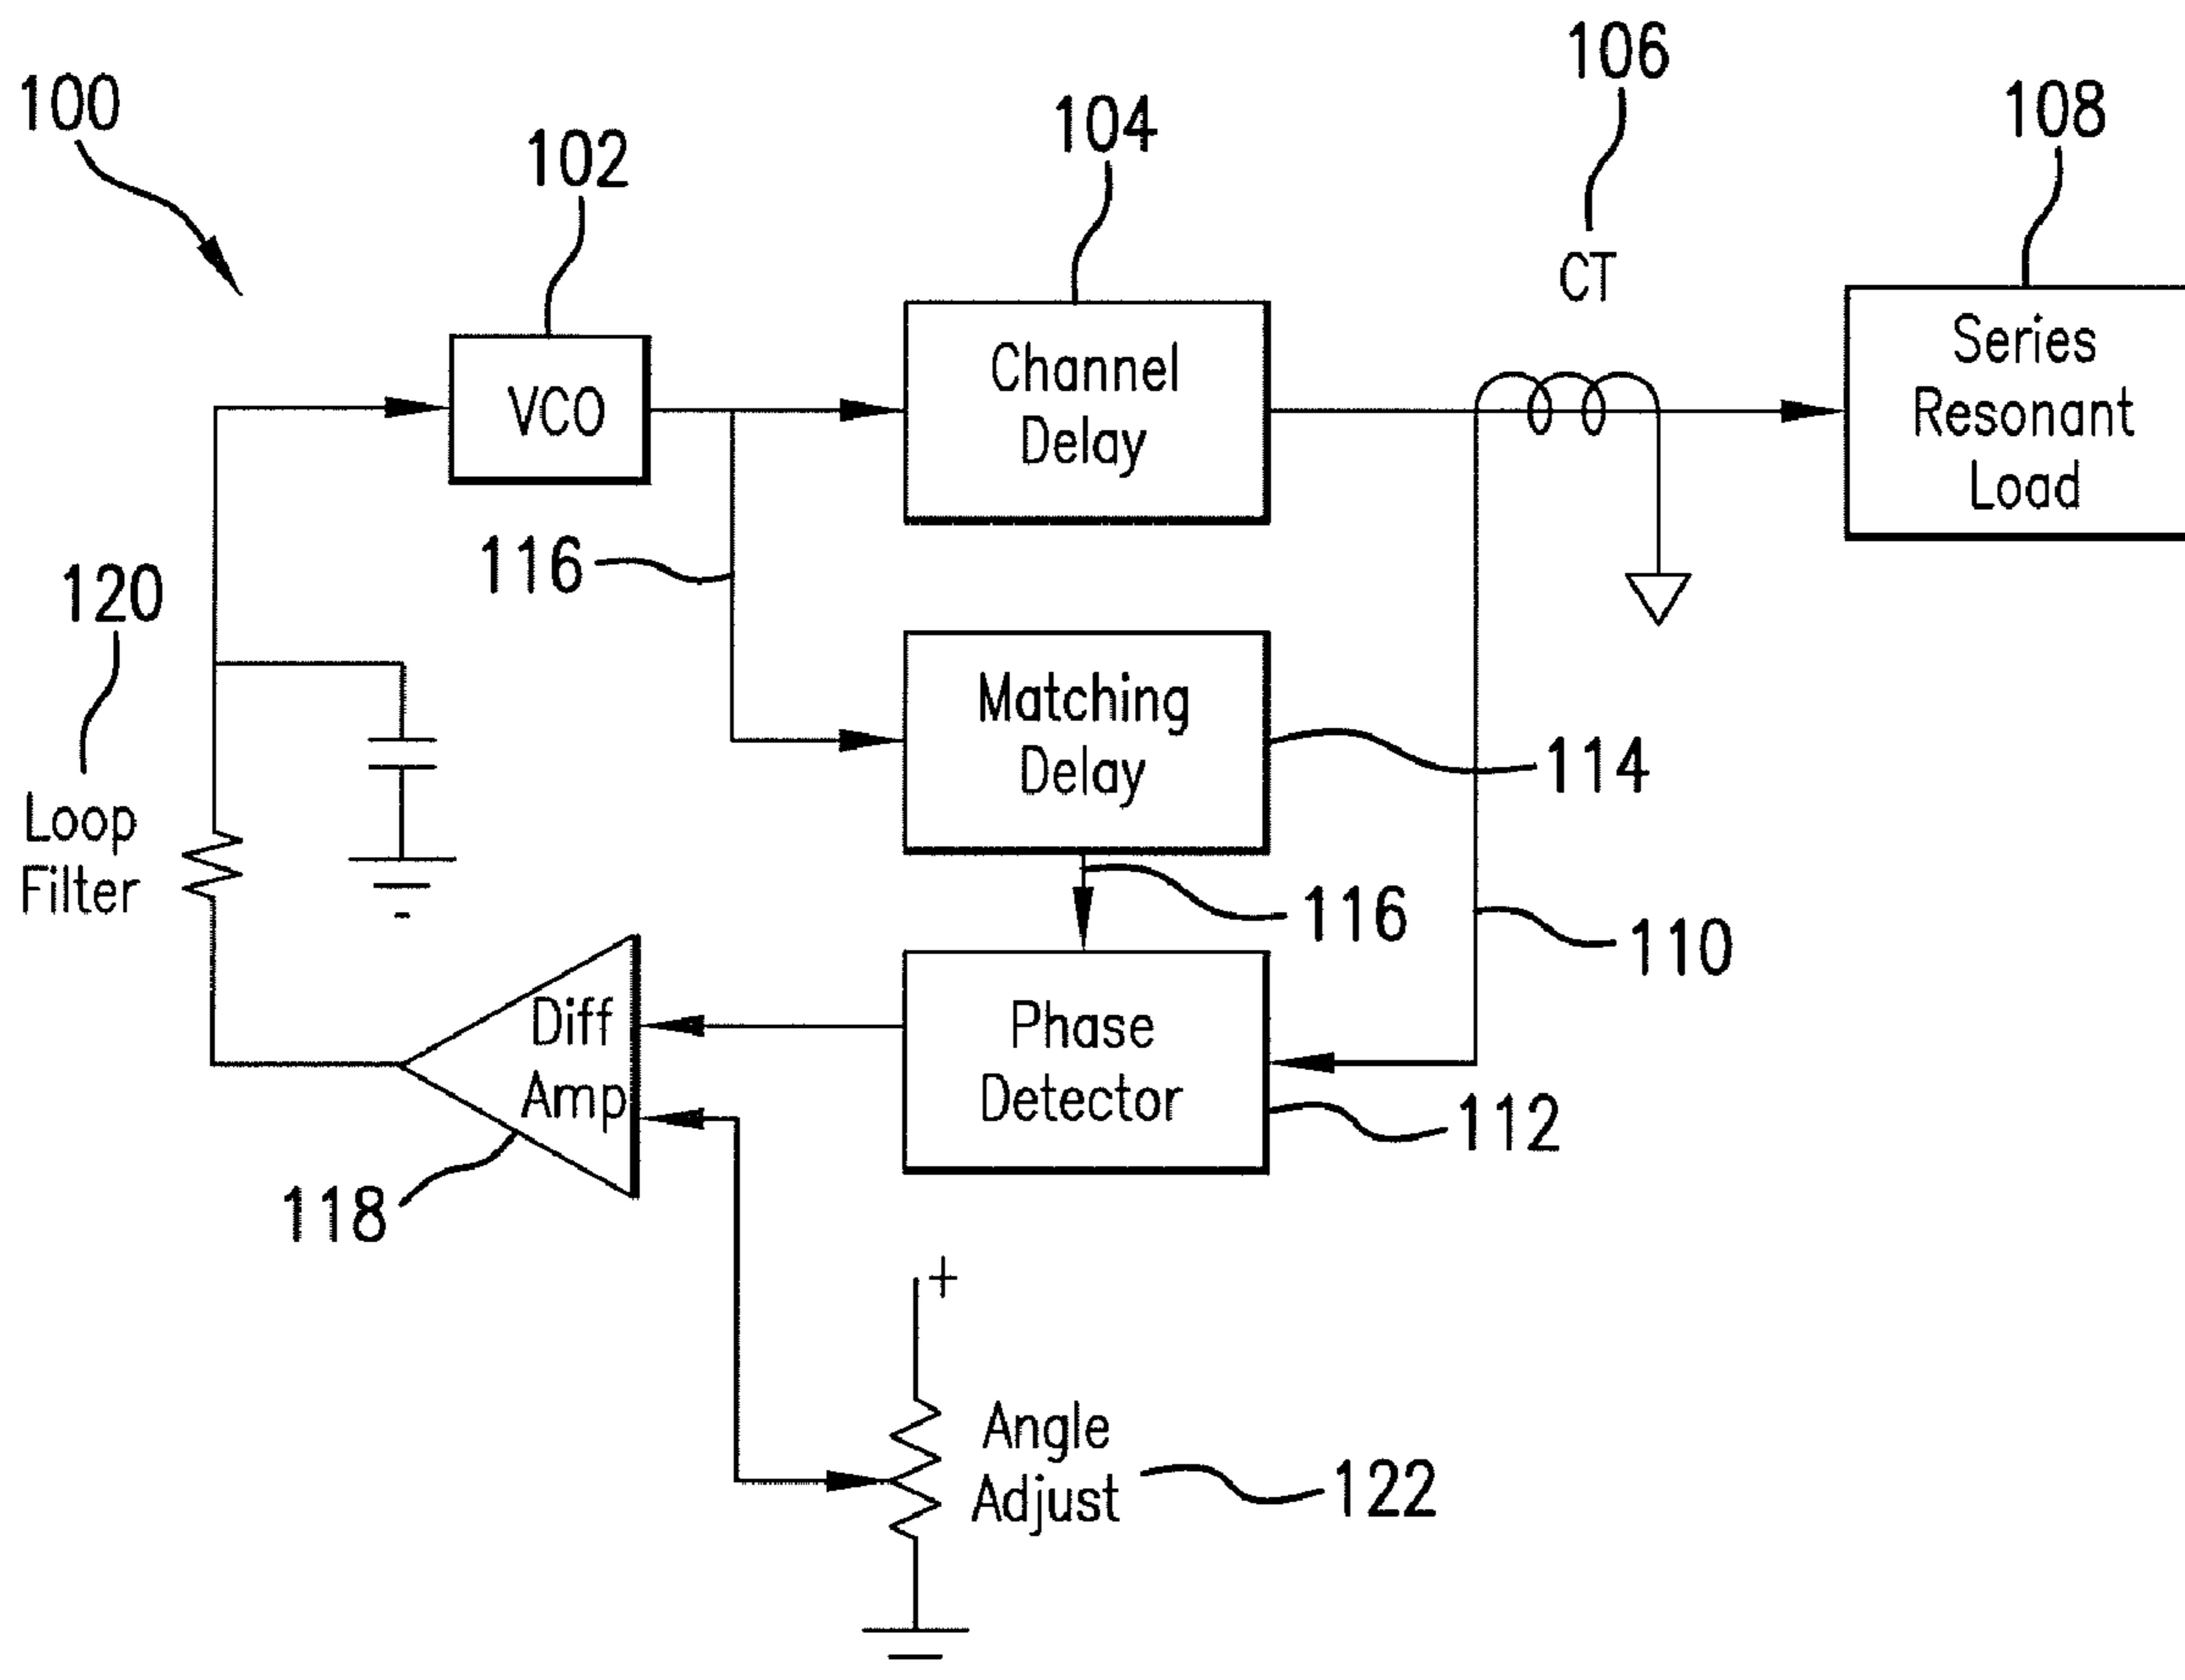 106
100
108
104
102
CT
Series
Resonant
Load
Channel
Delay
VCO
116
120
Matching
Delay
114
Loop
Filter
116
110
Diff
Amp
Phase
Detector
112
118
+
Angle
Adjust
122